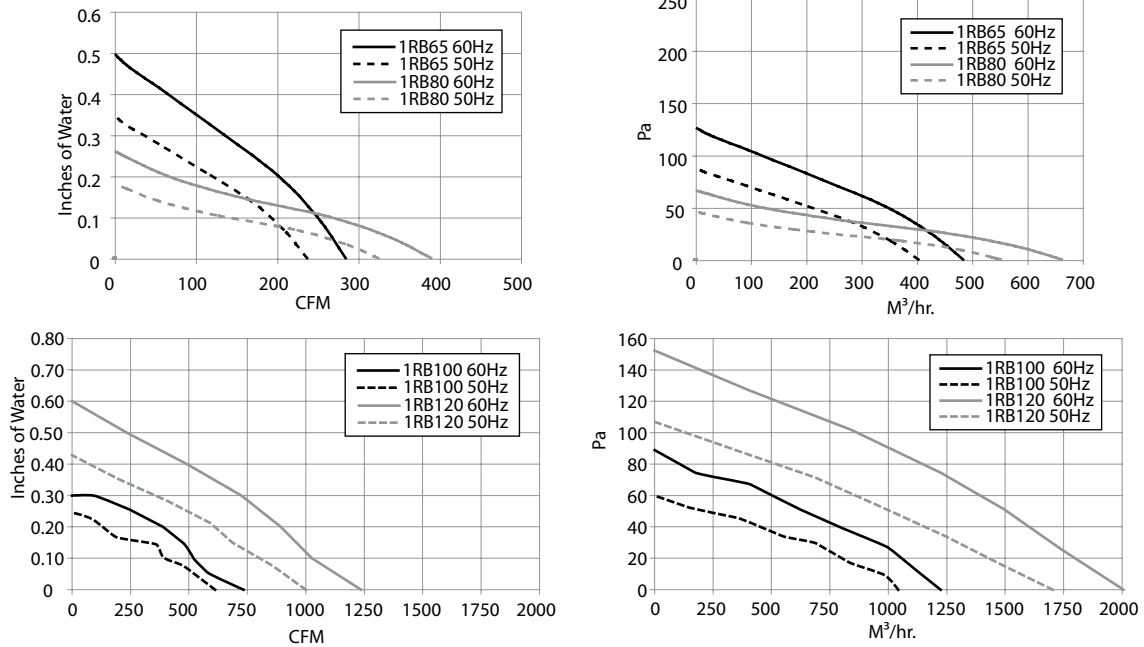 0.6
0.5
0.4
0.3
0.2
0.1
0
Inches of Water
0 100 200 300 400 500
CFM
1RB65 60Hz
1RB65 50Hz
1RB80 60Hz
1RB80 50Hz
250
200
150
100
50
0
Pa
0 100 200 300 400 500 600 700
M³/hr.
1RB65 60Hz
1RB65 50Hz
1RB80 60Hz
1RB80 50Hz
0.80
0.70
0.60
0.50
0.40
0.30
0.20
0.10
0
Inches of Water
0 250 500 750 1000 1250 1500 1750 2000
CFM
1RB100 60Hz
1RB100 50Hz
1RB120 60Hz
1RB120 50Hz
160
140
120
100
80
60
40
20
0
Pa
0 250 500 750 1000 1250 1500 1750 2000
M³/hr.
1RB100 60Hz
1RB100 50Hz
1RB120 60Hz
1RB120 50Hz